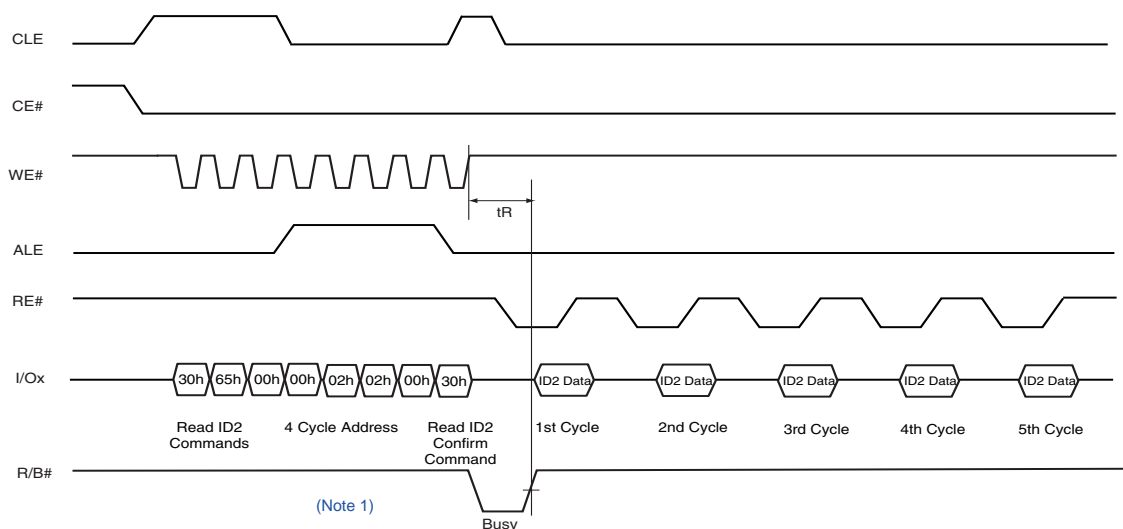 CLE
CE#
WE#
tR
ALE
RE#
I/Ox
30h 65h 00h 00h 02h 02h 00h 30h ID2 Data ID2 Data ID2 Data ID2 Data ID2 Data
Read ID2
Commands
4 Cycle Address
Read ID2
Confirm
Command
1st Cycle
2nd Cycle
3rd Cycle
4th Cycle
5th Cycle
R/B#
(Note 1)
Busy